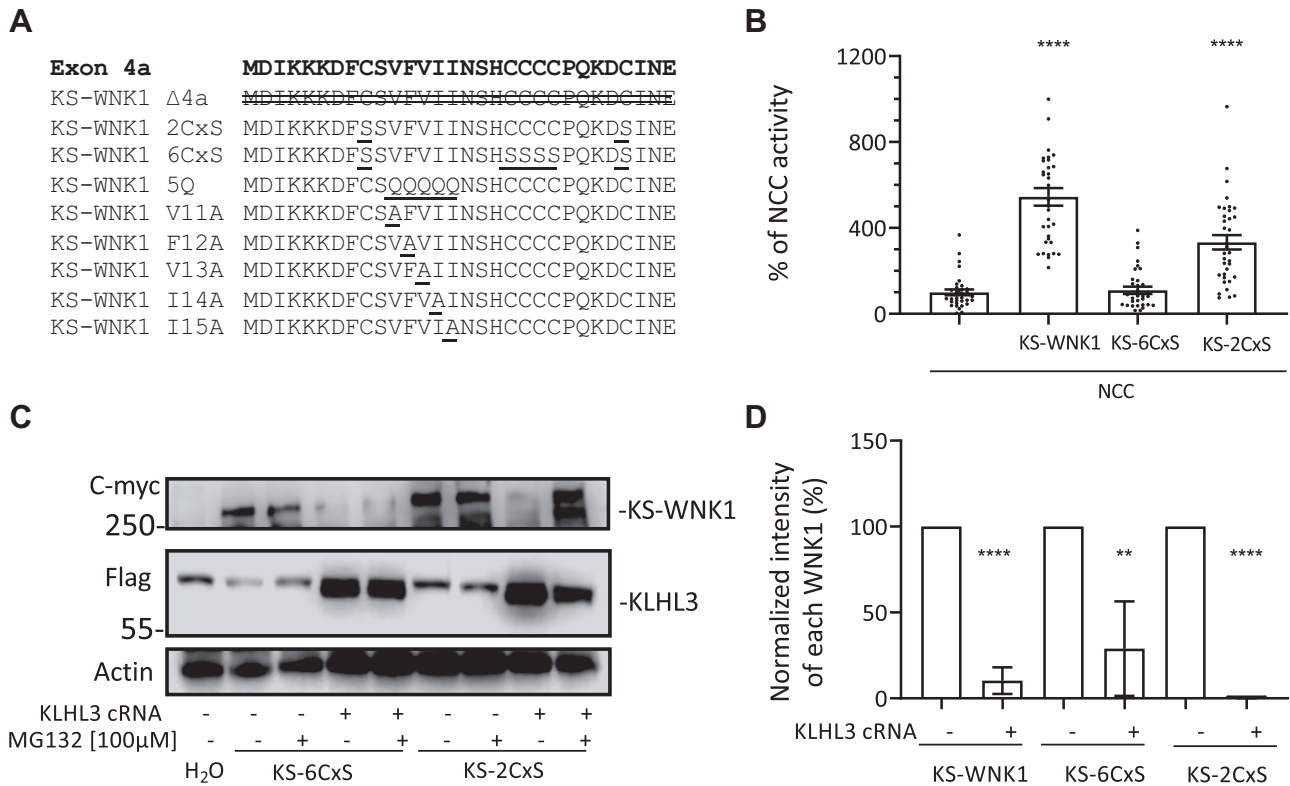 A
Exon 4a MDIKKKDFCSVFVIINSHCCCCPQKDCINE
KS-WNK1 Δ4a MDIKKKDFCSVFVIINSHCCCCPQKDCINE
KS-WNK1 2CxS MDIKKKDFSSVFVIINSHCCCCPQKDSINE
KS-WNK1 6CxS MDIKKKDFSSVFVIINSHSSSSPQKDSINE
KS-WNK1 5Q MDIKKKDFCSQQQQQNSHCCCCPQKDCINE
KS-WNK1 V11A MDIKKKDFCSAFVIINSHCCCCPQKDCINE
KS-WNK1 F12A MDIKKKDFCSVAVIINSHCCCCPQKDCINE
KS-WNK1 V13A MDIKKKDFCSVFAIINSHCCCCPQKDCINE
KS-WNK1 I14A MDIKKKDFCSVFVAINSHCCCCPQKDCINE
KS-WNK1 I15A MDIKKKDFCSVFVIANSHCCCCPQKDCINE
B
% of NCC activity
1200
800
400
0
**** ****
KS-WNK1 KS-6CxS KS-2CxS
NCC
C
C-myc
250-
-KS-WNK1
Flag
55-
-KLHL3
Actin
KLHL3 cRNA - - - + + - - + +
MG132 [100µM] - - + - + - + - +
H2O KS-6CxS KS-2CxS
D
Normalized intensity
of each WNK1 (%)
150
100
50
0
**** ** ****
KLHL3 cRNA - + - + - +
KS-WNK1 KS-6CxS KS-2CxS